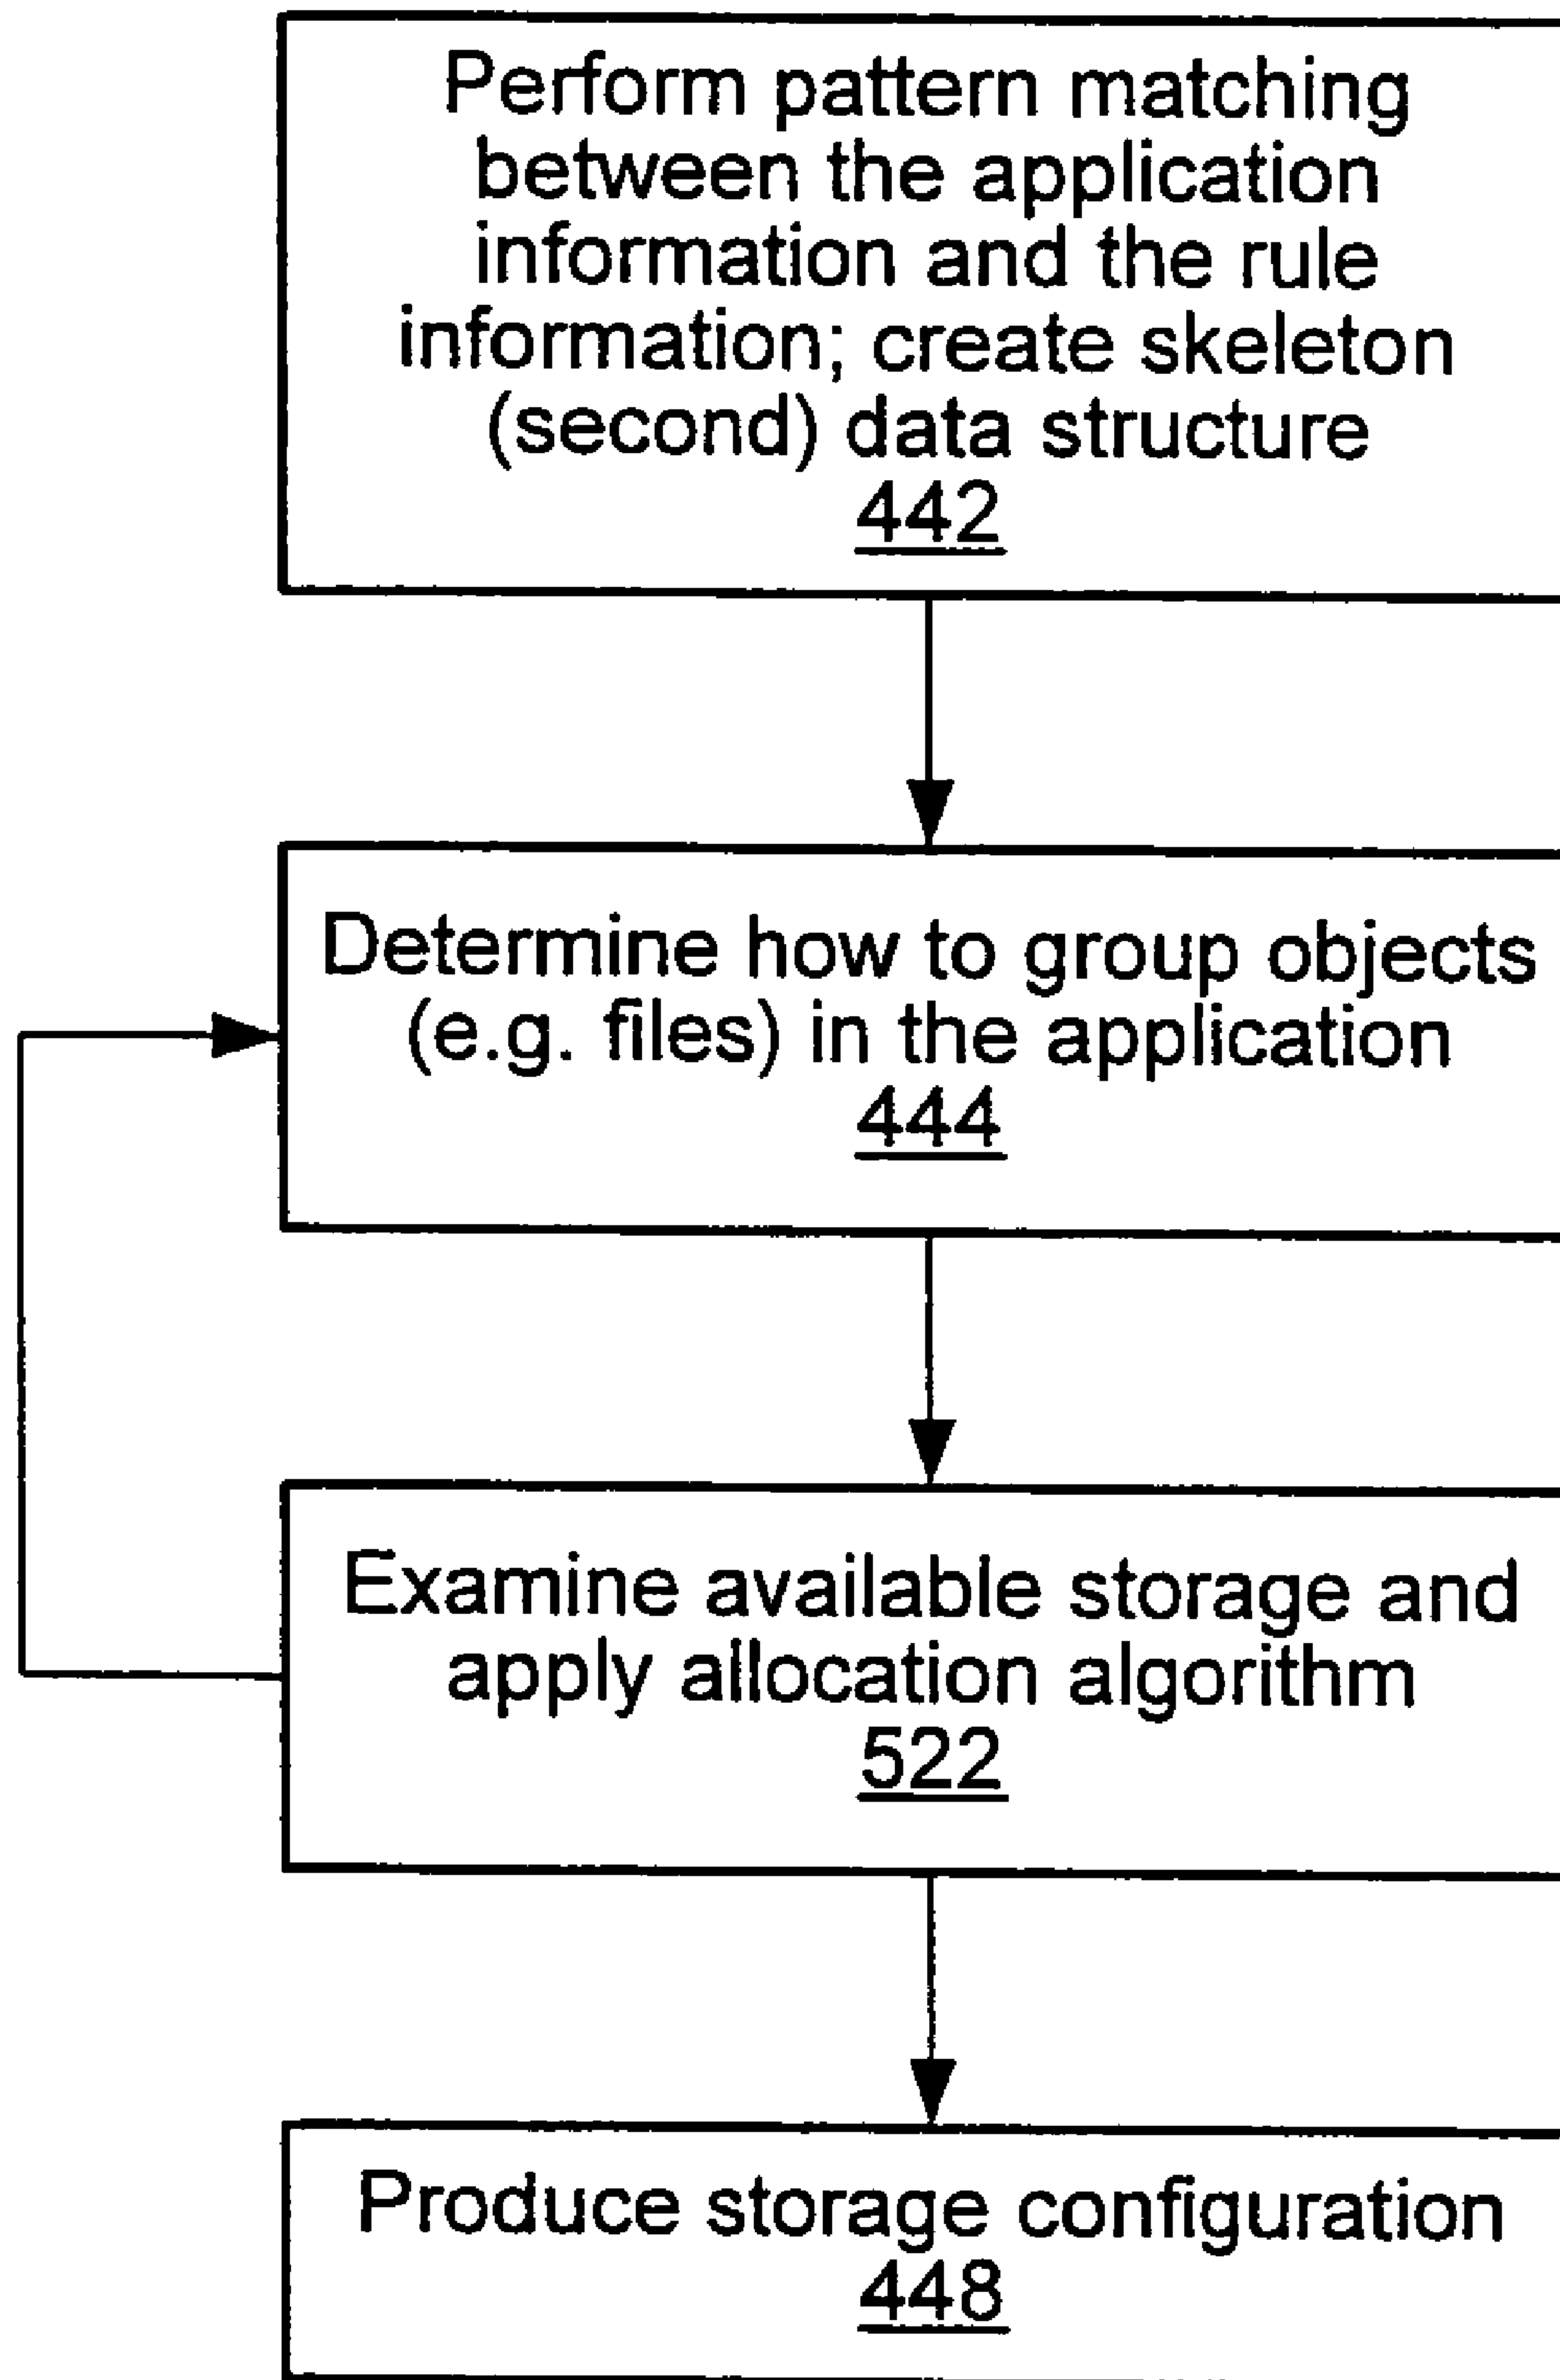 Perform pattern matching
between the application
information and the rule
information; create skeleton
(second) data structure
442
Determine how to group objects
(e.g. files) in the application
444
Examine available storage and
apply allocation algorithm
522
Produce storage configuration
448